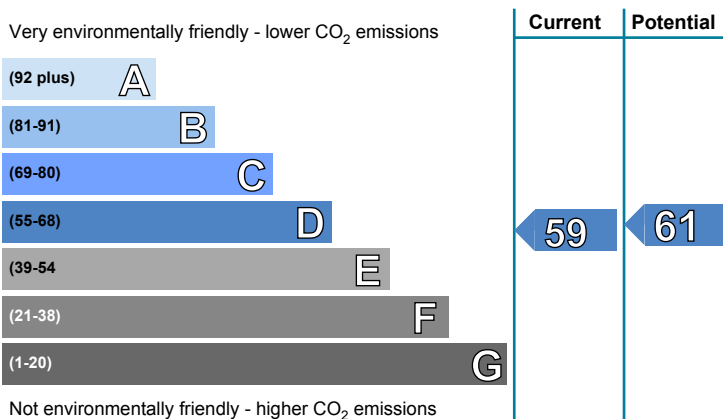 Current Potential
Very environmentally friendly - lower CO2 emissions
(92 plus) A
(81-91) B
(69-80) C
(55-68) D
59 61
(39-54 E
(21-38) F
(1-20) G
Not environmentally friendly - higher CO2 emissions